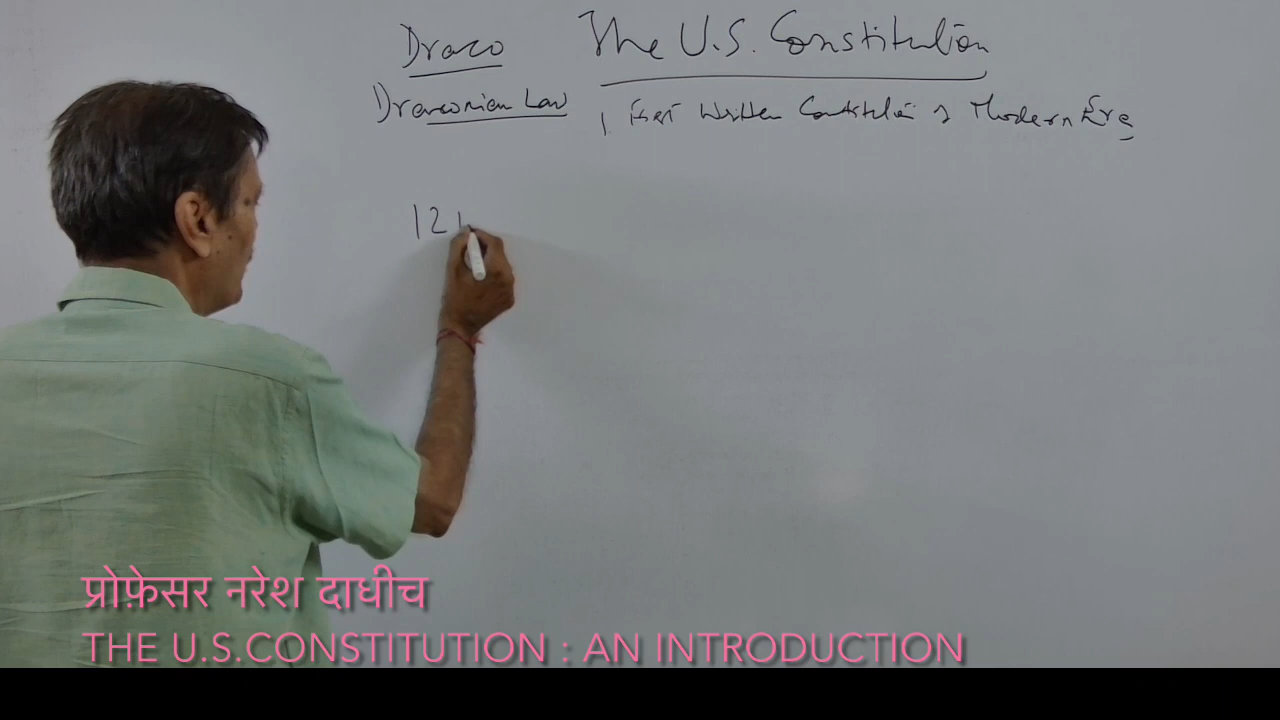 Draco The U.S. Constitution
Draconian Law 1 First Written Constitution of Modern Era
121
प्रोफ़ेसर नरेश दाधीच
THE U.S.CONSTITUTION : AN INTRODUCTION